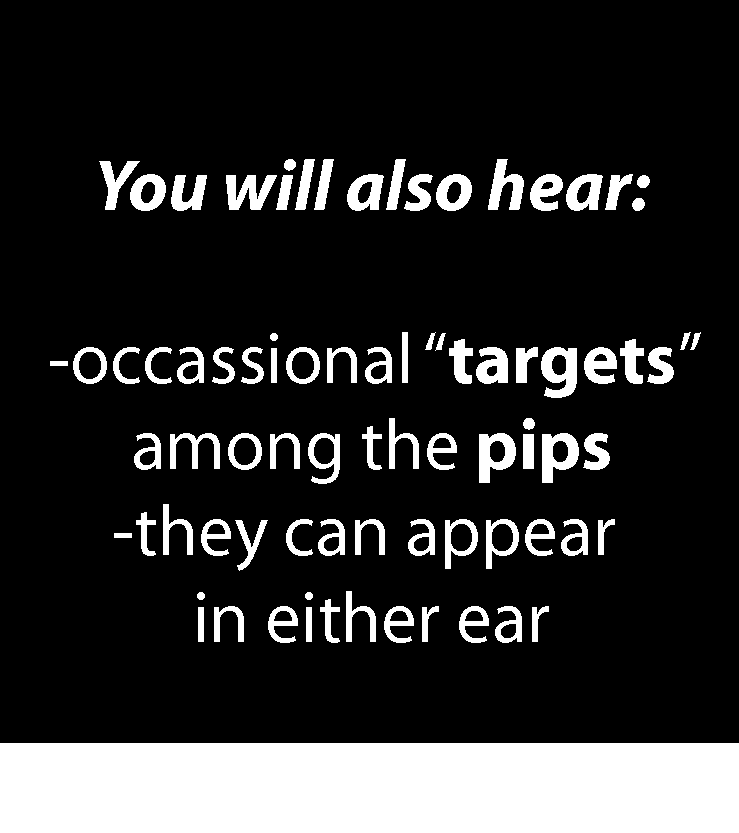 You will also hear:
-occassional “targets”
among the pips
-they can appear
in either ear